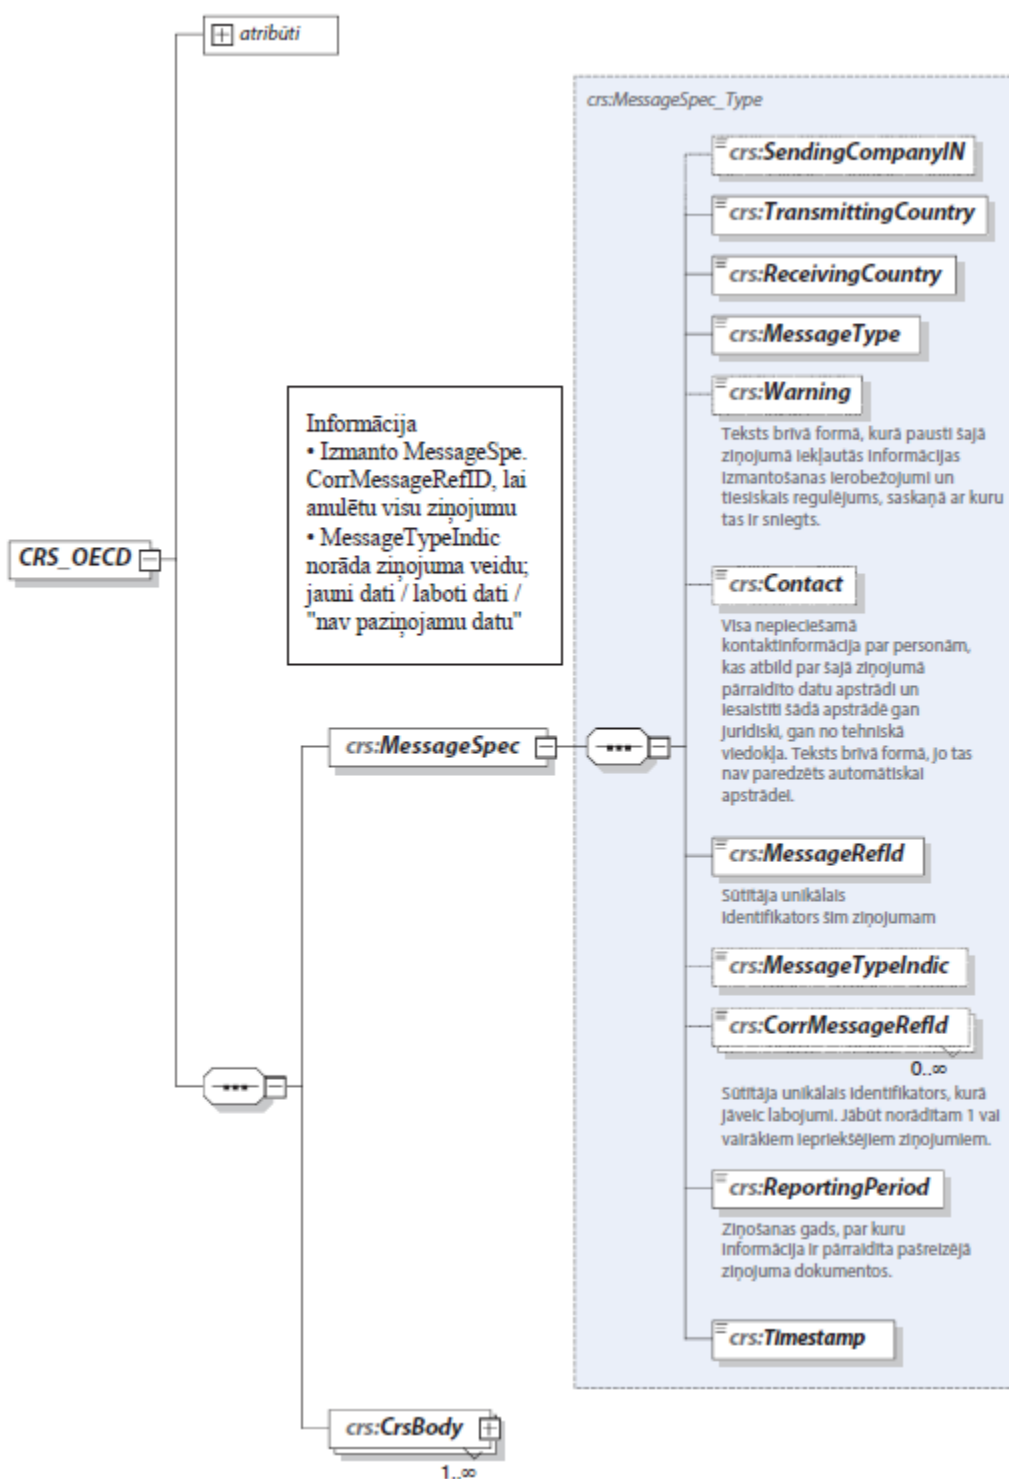 atribūti
crs:MessageSpec_Type
crs:SendingCompanyIN
crs:TransmittingCountry
crs:ReceivingCountry
crs:MessageType
crs:Warning
Teksts brīvā formā, kurā pausti šajā
ziņojumā iekļautās informācijas
izmantošanas ierobežojumi un
tiesiskais regulējums, saskaņā ar kuru
tas ir sniegts.
Informācija
• Izmanto MessageSpe.
CorrMessageRefID, lai
anulētu visu ziņojumu
• MessageTypeIndic
norāda ziņojuma veidu;
jauni dati / laboti dati /
"nav paziņojamu datu"
CRS_OECD
crs:Contact
Visa nepieciešamā
kontaktinformācija par personām,
kas atbild par šajā ziņojumā
pārraidīto datu apstrādi un
iesaistīti šādā apstrādē gan
juridiski, gan no tehniskā
viedokļa. Teksts brīvā formā, jo tas
nav paredzēts automātiskai
apstrādei.
crs:MessageSpec
crs:MessageRefId
Sūtītāja unikālais
identifikators šim ziņojumam
crs:MessageTypeIndic
crs:CorrMessageRefId
0..∞
Sūtītāja unikālais identifikators, kurā
jāveic labojumi. Jābūt norādītam 1 vai
vairākiem iepriekšējiem ziņojumiem.
crs:ReportingPeriod
Ziņošanas gads, par kuru
informācija ir pārraidīta pašreizējā
ziņojuma dokumentos.
crs:Timestamp
crs:CrsBody
1..∞